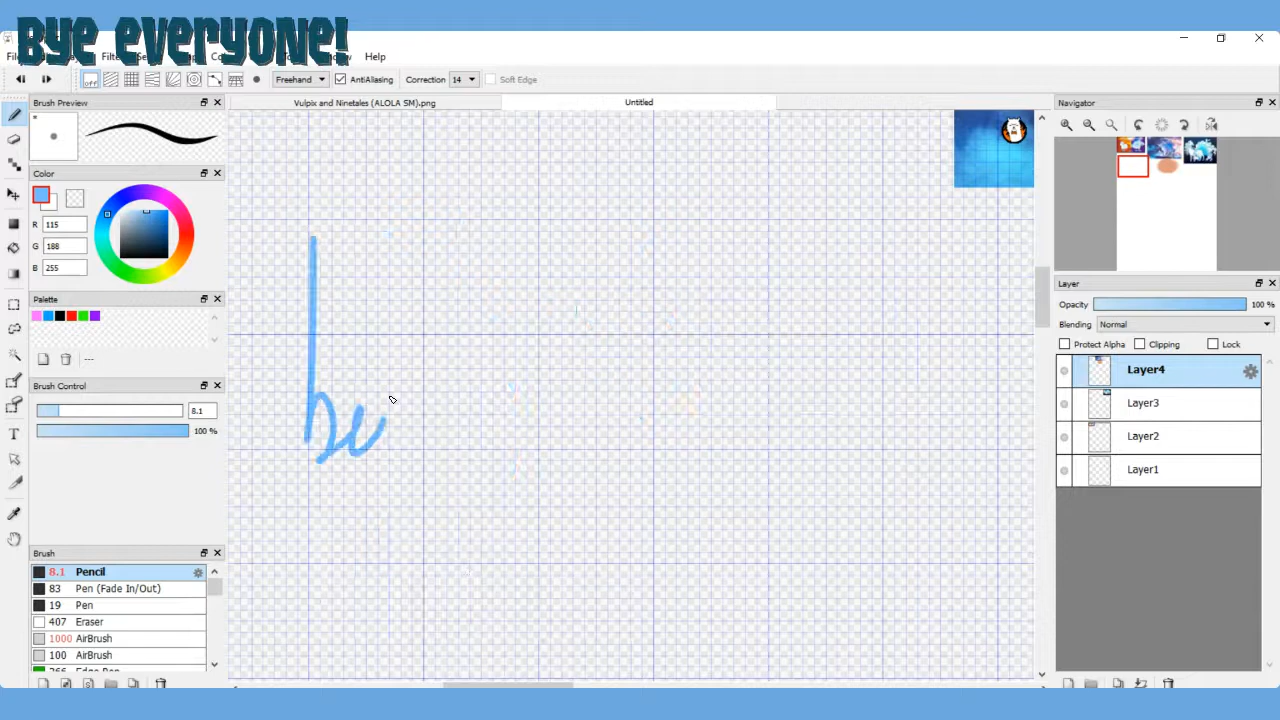 Bye everyone!
Help
off
Freehand
AntiAliasing
Correction
14
Soft Edge
Brush Preview
Vulpix and Ninetales (ALOLA SM).png
Untitled
Navigator
*
Color
R 115
G 188
B 255
Layer
Opacity
100 %
Palette
Blending
Normal
Protect Alpha
Clipping
Lock
---
Layer4
Brush Control
8.1
Layer3
100 %
Layer2
Layer1
Brush
8.1 Pencil
83 Pen (Fade In/Out)
19 Pen
407 Eraser
1000 AirBrush
100 AirBrush